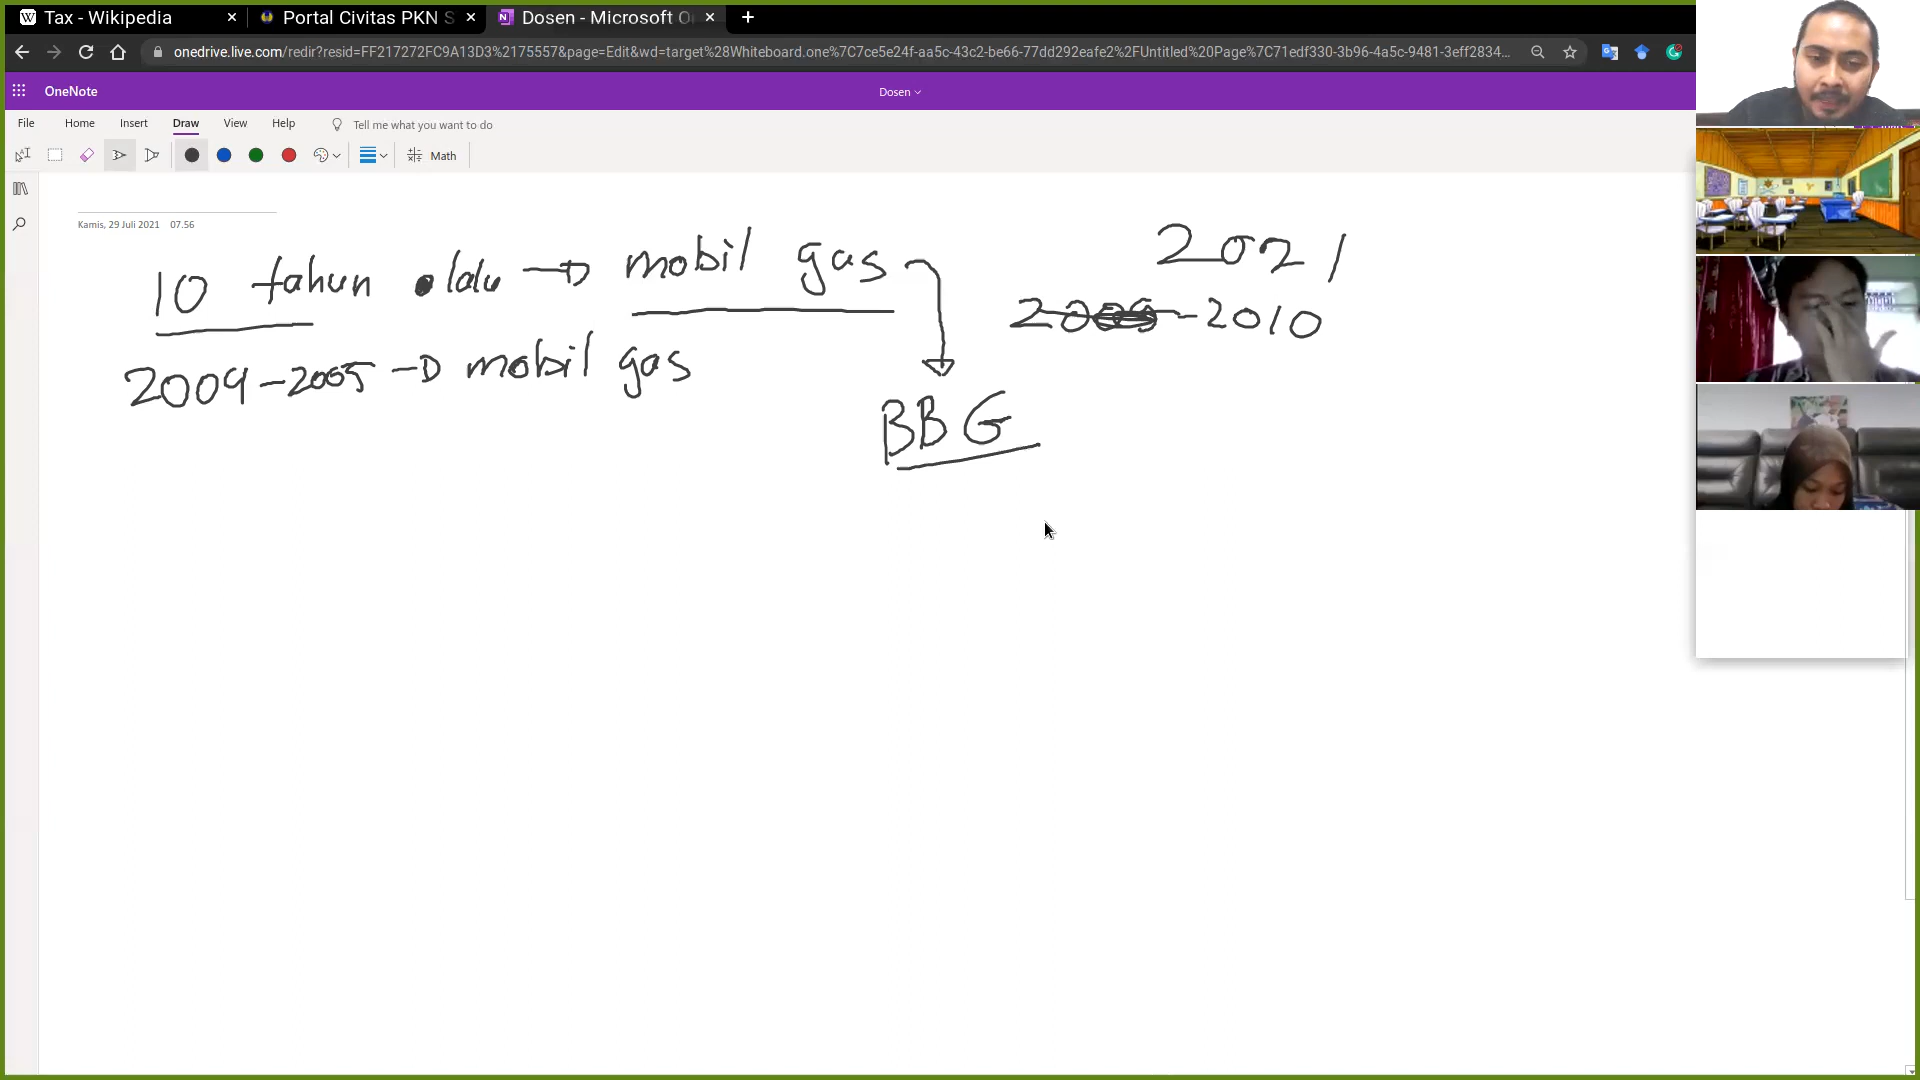 Tax - Wikipedia
Portal Civitas PKN S
Dosen - Microsoft O
onedrive.live.com/redir?resid=FF217272FC9A13D3%2175557&page=Edit&wd=target%28Whiteboard.one%7C7ce5e24f-aa5c-43c2-be66-77dd292eafe2%2FUntitled%20Page%7C71edf330-3b96-4a5c-9481-3eff2834...
OneNote
Dosen
File Home Insert Draw View Help Tell me what you want to do
Math
Kamis, 29 Juli 2021 07.56
10 tahun lalu → mobil gas
2021
-2010
2009-2005 → mobil gas
BBG